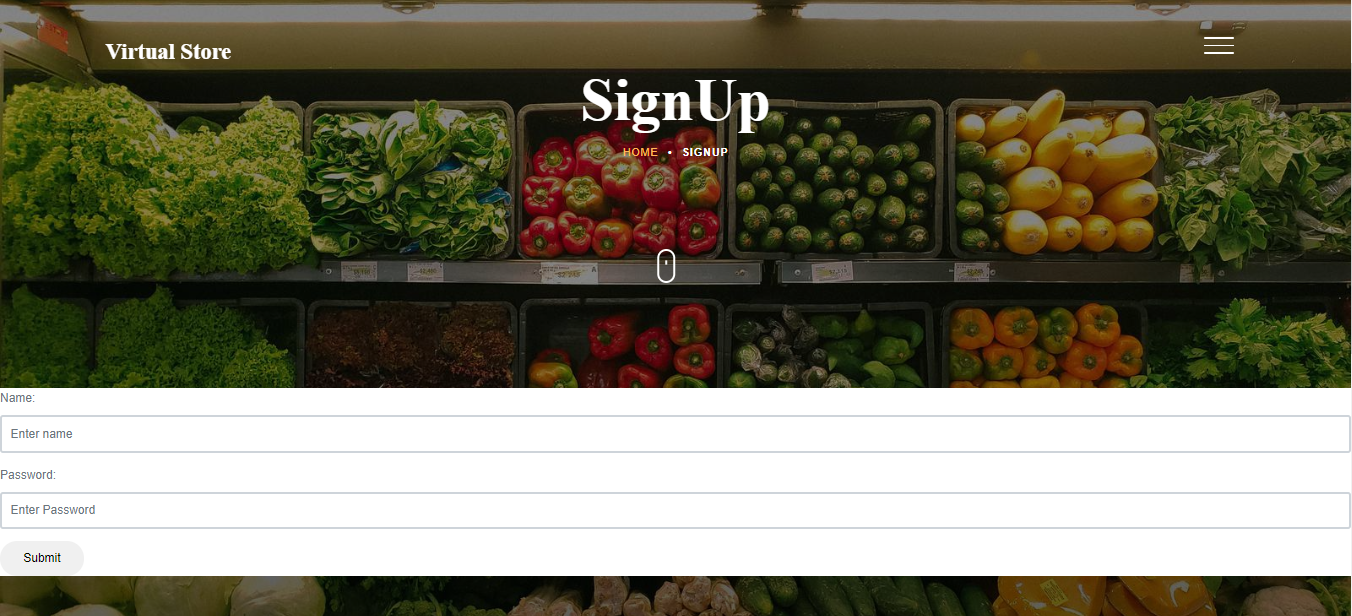 Virtual Store
SignUp
HOME • SIGNUP
Name:
Enter name
Password:
Enter Password
Submit